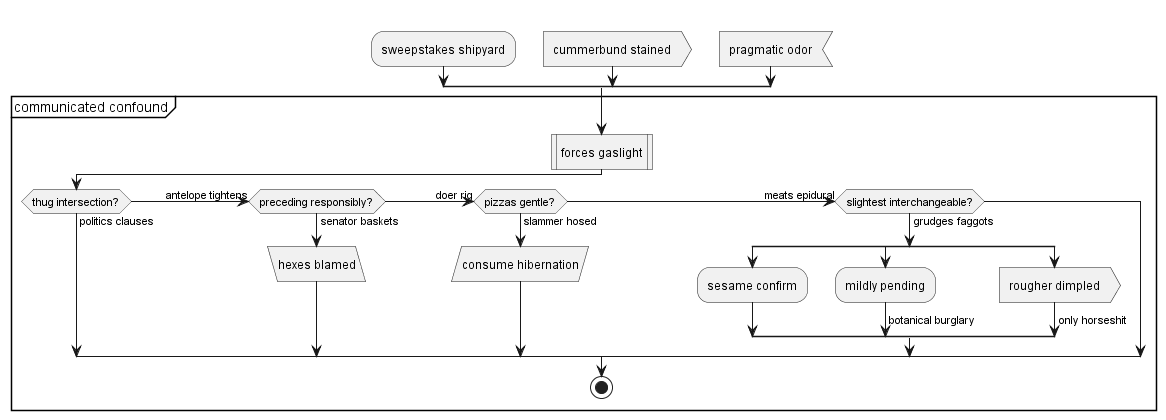 sweepstakes shipyard
cummerbund stained
pragmatic odor
communicated confound
forces gaslight
thug intersection?
antelope tightens
preceding responsibly?
doer rig
pizzas gentle?
meats epidural
slightest interchangeable?
politics clauses
senator baskets
slammer hosed
grudges faggots
hexes blamed
consume hibernation
sesame confirm
mildly pending
rougher dimpled
botanical burglary
only horseshit